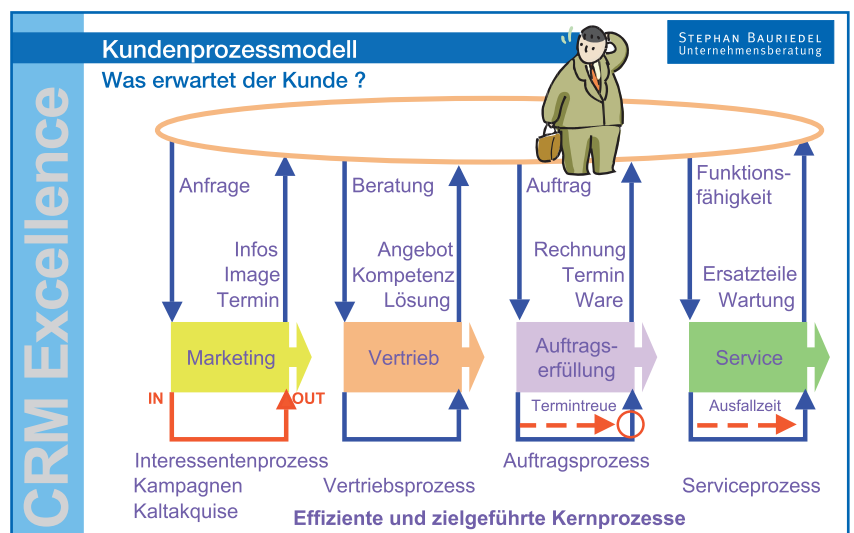 CRM Excellence
Kundenprozessmodell
Was erwartet der Kunde ?
STEPHAN BAURIEDEL
Unternehmensberatung
Anfrage
Infos
Image
Termin
Beratung
Angebot
Kompetenz
Lösung
Auftrag
Rechnung
Termin
Ware
Funktions-
fähigkeit
Ersatzteile
Wartung
Marketing
Vertrieb
Auftrags-
erfüllung
Service
IN
OUT
Termintreue
Ausfallzeit
Interessentenprozess
Kampagnen
Kaltakquise
Vertriebsprozess
Auftragsprozess
Serviceprozess
Effiziente und zielgeführte Kernprozesse